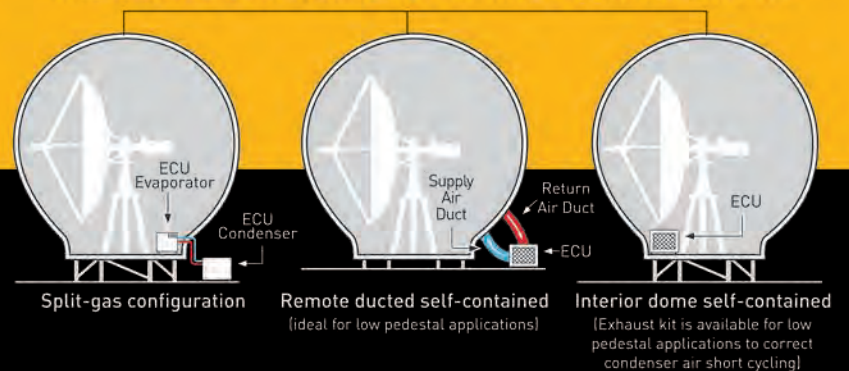 ECU
Evaporator
ECU
Condenser
Split-gas configuration
Supply
Air
Duct
Return
Air Duct
ECU
Remote ducted self-contained
(ideal for low pedestal applications)
ECU
Interior dome self-contained
(Exhaust kit is available for low
pedestal applications to correct
condenser air short cycling)